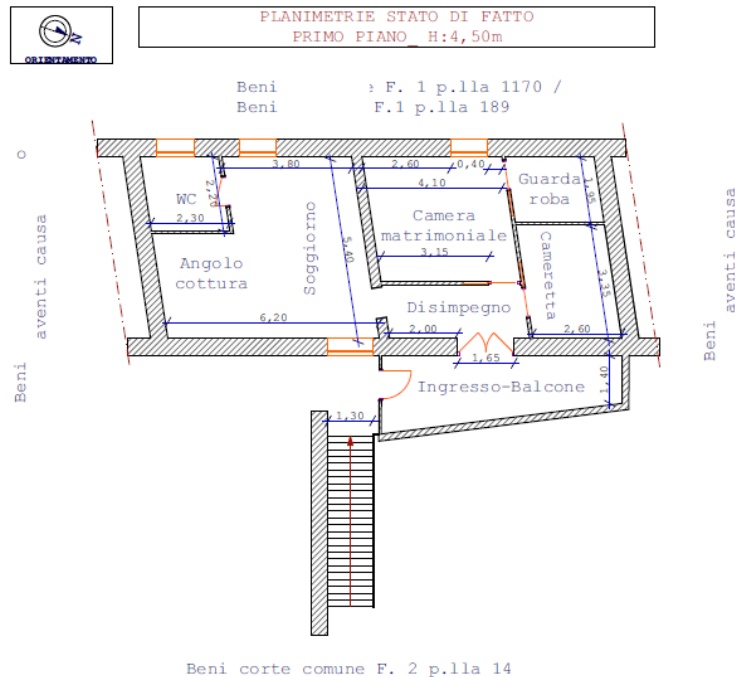 PLANIMETRIE STATO DI FATTO
PRIMO PIANO_ H:4,50m
N
ORIENTAMENTO
Beni e F. 1 p.lla 1170 /
Beni F.1 p.lla 189
o
Beni aventi causa
3,80
2,60
0,40
4,10
2,20
WC
2,30
Guarda
roba
1,95
Camera
matrimoniale
3,15
Soggiorno
5,40
Angolo
cottura
Cameretta
3,35
Disimpegno
6,20
2,00
2,60
1,65
Ingresso-Balcone
1,40
1,30
Beni aventi causa
Beni corte comune F. 2 p.lla 14